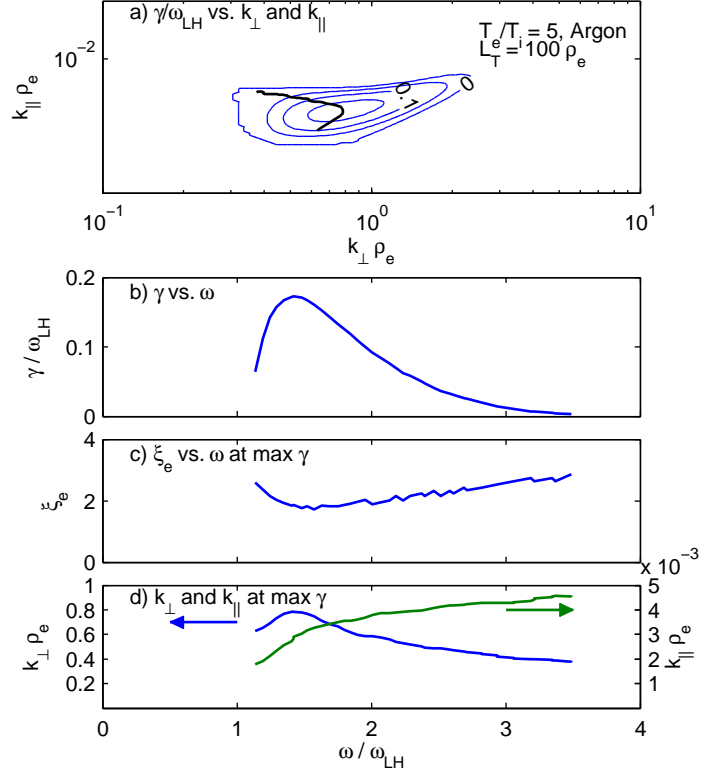 a) γ/ω_LH vs. k_⊥ and k_||
T_e/T_i = 5, Argon
L_T = 100 ρ_e
10^-2
k_|| ρ_e
0
0.1
10^-1
10^0
10^1
k_⊥ ρ_e
b) γ vs. ω
0.2
0.1
0
γ / ω_LH
c) ξ_e vs. ω at max γ
4
2
0
ξ_e
x 10^-3
d) k_⊥ and k_|| at max γ
1
0.8
0.6
0.4
0.2
k_⊥ ρ_e
5
4
3
2
1
k_|| ρ_e
0
1
2
3
4
ω / ω_LH